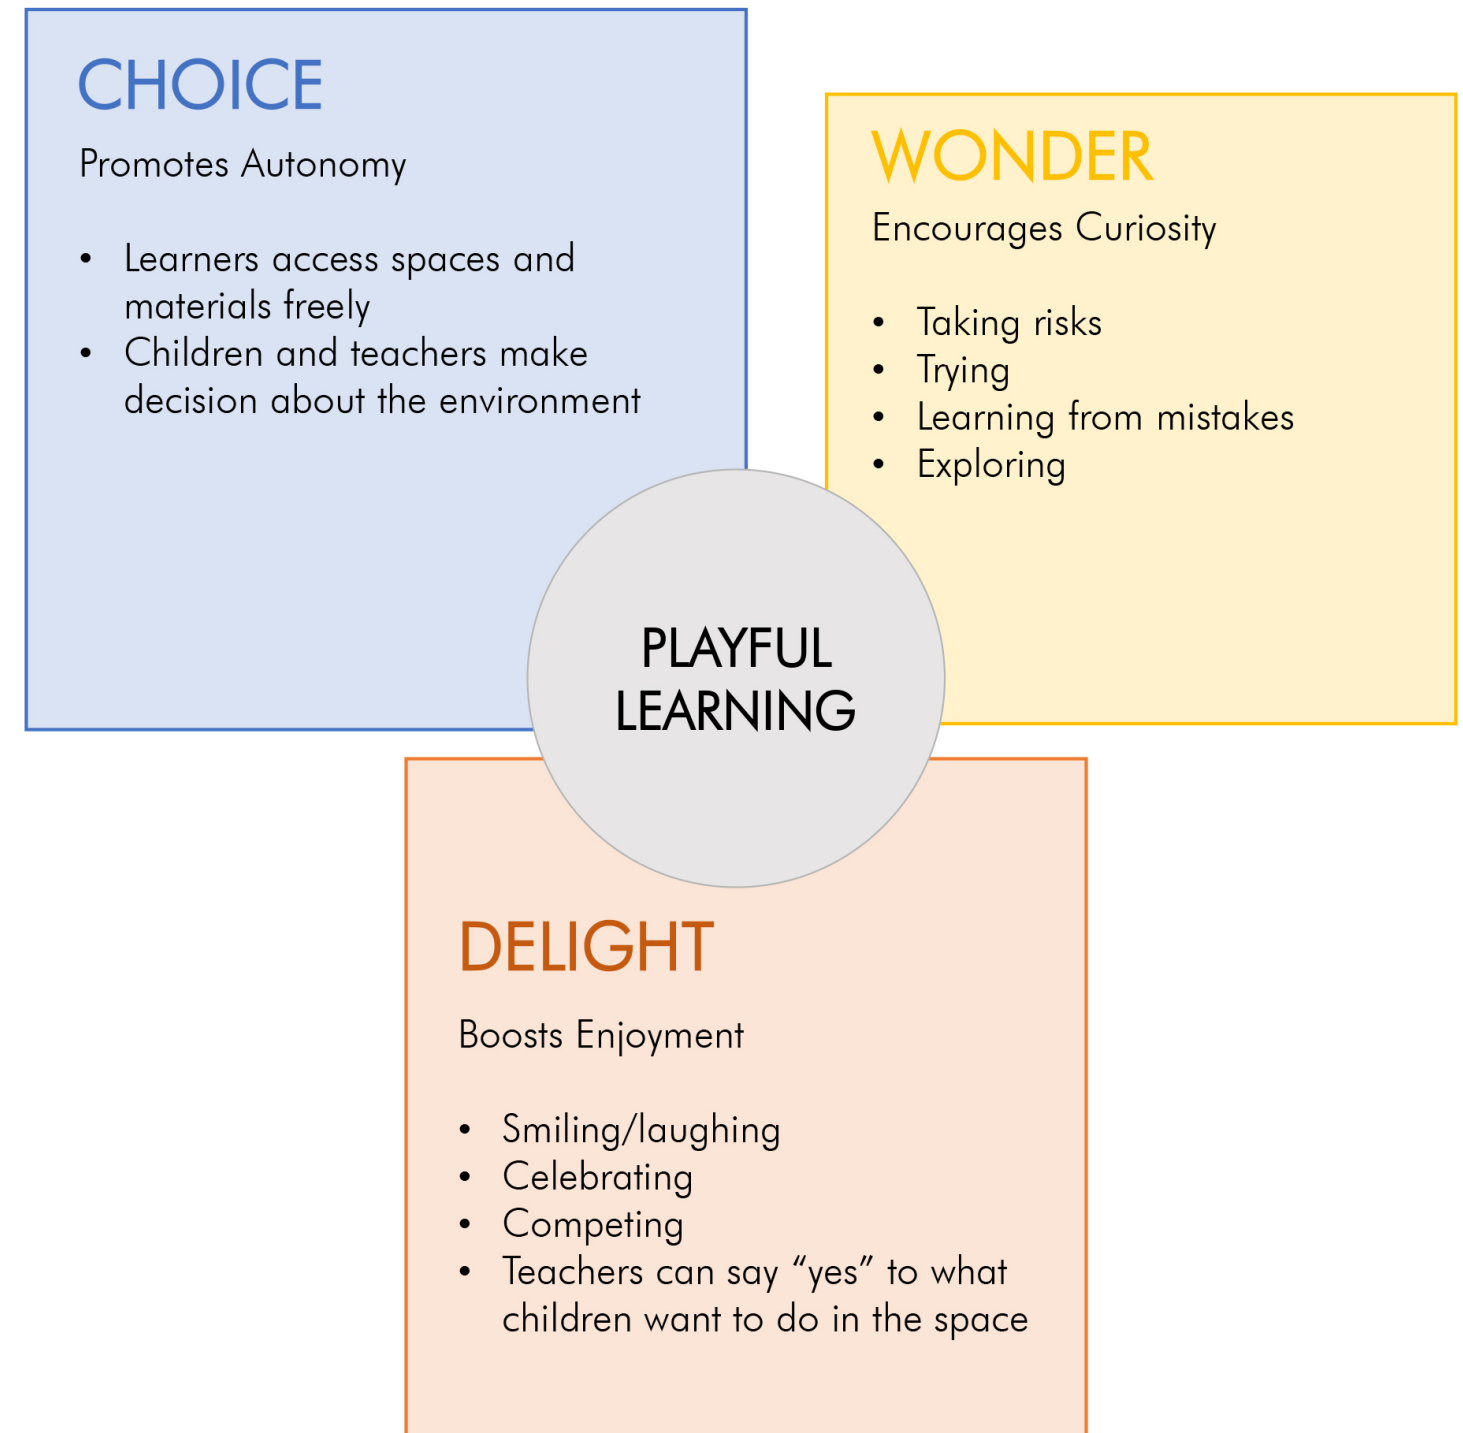 CHOICE
Promotes Autonomy
• Learners access spaces and
materials freely
• Children and teachers make
decision about the environment
WONDER
Encourages Curiosity
• Taking risks
• Trying
• Learning from mistakes
• Exploring
PLAYFUL
LEARNING
DELIGHT
Boosts Enjoyment
• Smiling/laughing
• Celebrating
• Competing
• Teachers can say “yes” to what
children want to do in the space